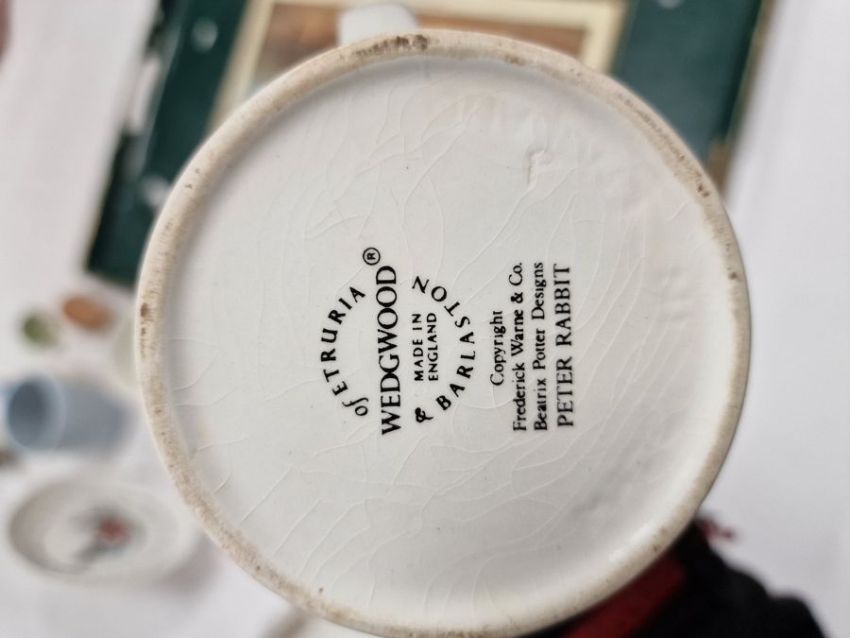 of ETRURIA
WEDGWOOD®
MADE IN
ENGLAND
& BARLASTON
Copyright
Frederick Warne & Co.
Beatrix Potter Designs
PETER RABBIT